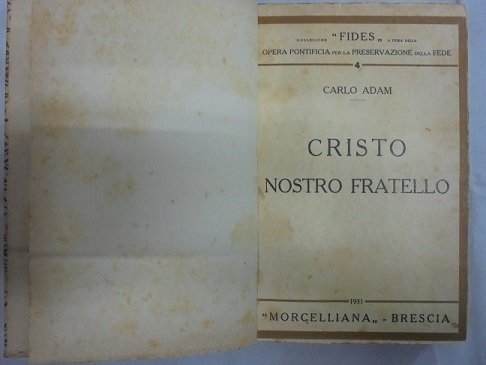 COLLEZIONE "FIDES„ A CURA DELLA
OPERA PONTIFICIA PER LA PRESERVAZIONE DELLA FEDE
4
CARLO ADAM
CRISTO
NOSTRO FRATELLO
1931
"MORCELLIANA„ - BRESCIA